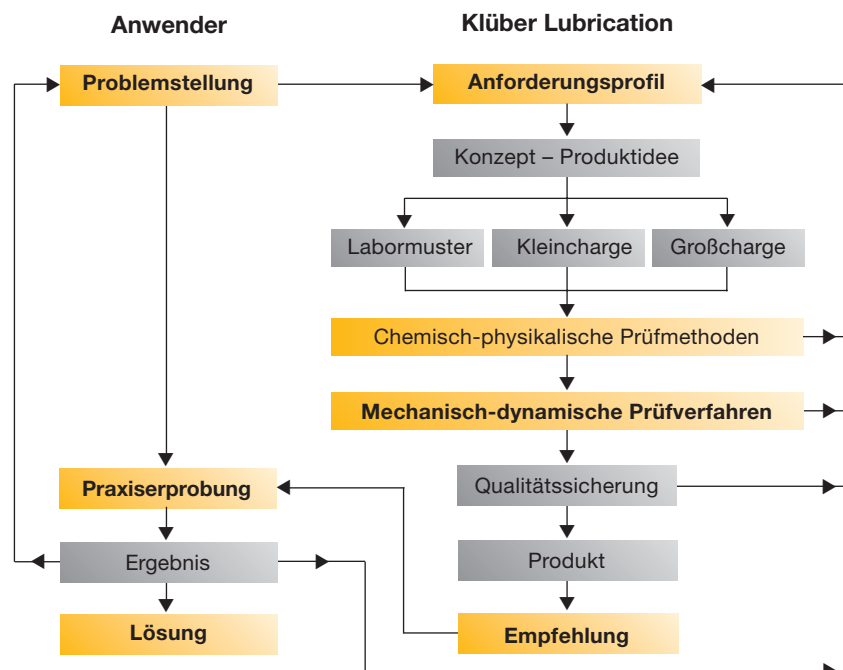 Anwender
Klüber Lubrication
Problemstellung
Anforderungsprofil
Konzept – Produktidee
Labormuster
Kleincharge
Großcharge
Chemisch-physikalische Prüfmethoden
Mechanisch-dynamische Prüfverfahren
Praxiserprobung
Qualitätssicherung
Ergebnis
Produkt
Lösung
Empfehlung